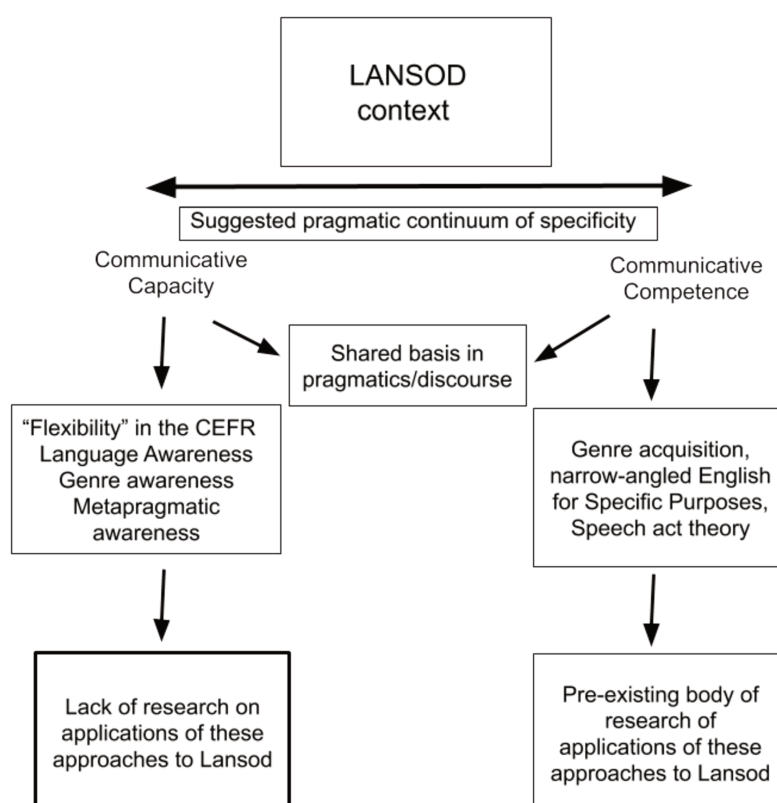 LANSOD
context
Suggested pragmatic continuum of specificity
Communicative
Capacity
Communicative
Competence
Shared basis in
pragmatics/discourse
“Flexibility” in the CEFR
Language Awareness
Genre awareness
Metapragmatic
awareness
Genre acquisition,
narrow-angled English
for Specific Purposes,
Speech act theory
Lack of research on
applications of these
approaches to Lansod
Pre-existing body of
research of
applications of these
approaches to Lansod